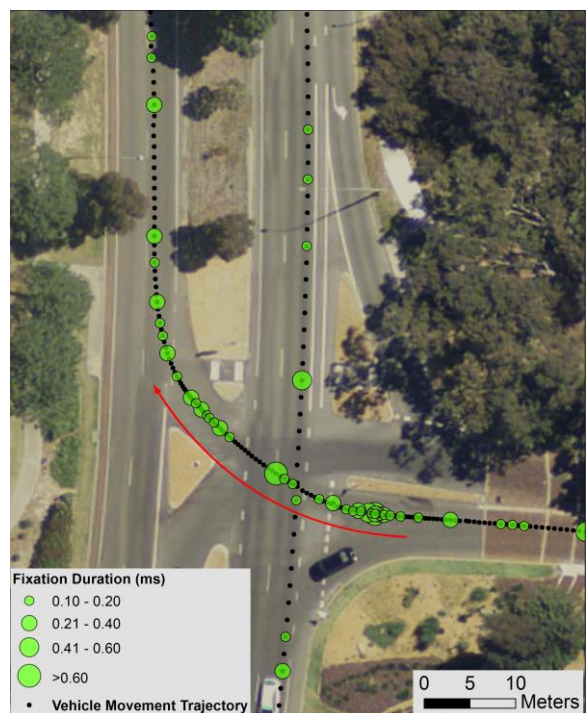 Fixation Duration (ms)
0.10 - 0.20
0.21 - 0.40
0.41 - 0.60
>0.60
Vehicle Movement Trajectory
0 5 10
Meters